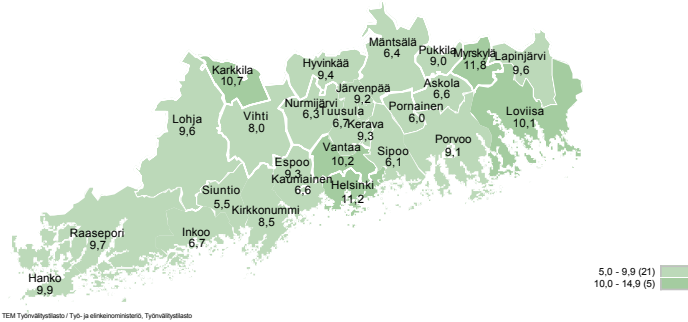 Mäntsälä
6,4
Pukkila
9,0
Myrskylä
11,8
Lapinjärvi
9,6
Karkkila
10,7
Hyvinkää
9,4
Järvenpää
9,2
Askola
6,6
Nurmijärvi
6,3
Tuusula
6,7
Pornainen
6,0
Loviisa
10,1
Lohja
9,6
Vihti
8,0
Kerava
9,3
Vantaa
10,2
Sipoo
6,1
Porvoo
9,1
Espoo
9,3
Kauniainen
6,6
Helsinki
11,2
Siuntio
5,5
Kirkkonummi
8,5
Raasepori
9,7
Inkoo
6,7
Hanko
9,9
5,0 - 9,9 (21)
10,0 - 14,9 (5)
TEM Työnvälitystilasto / Työ- ja elinkeinoministeriö, Työnvälitystilasto